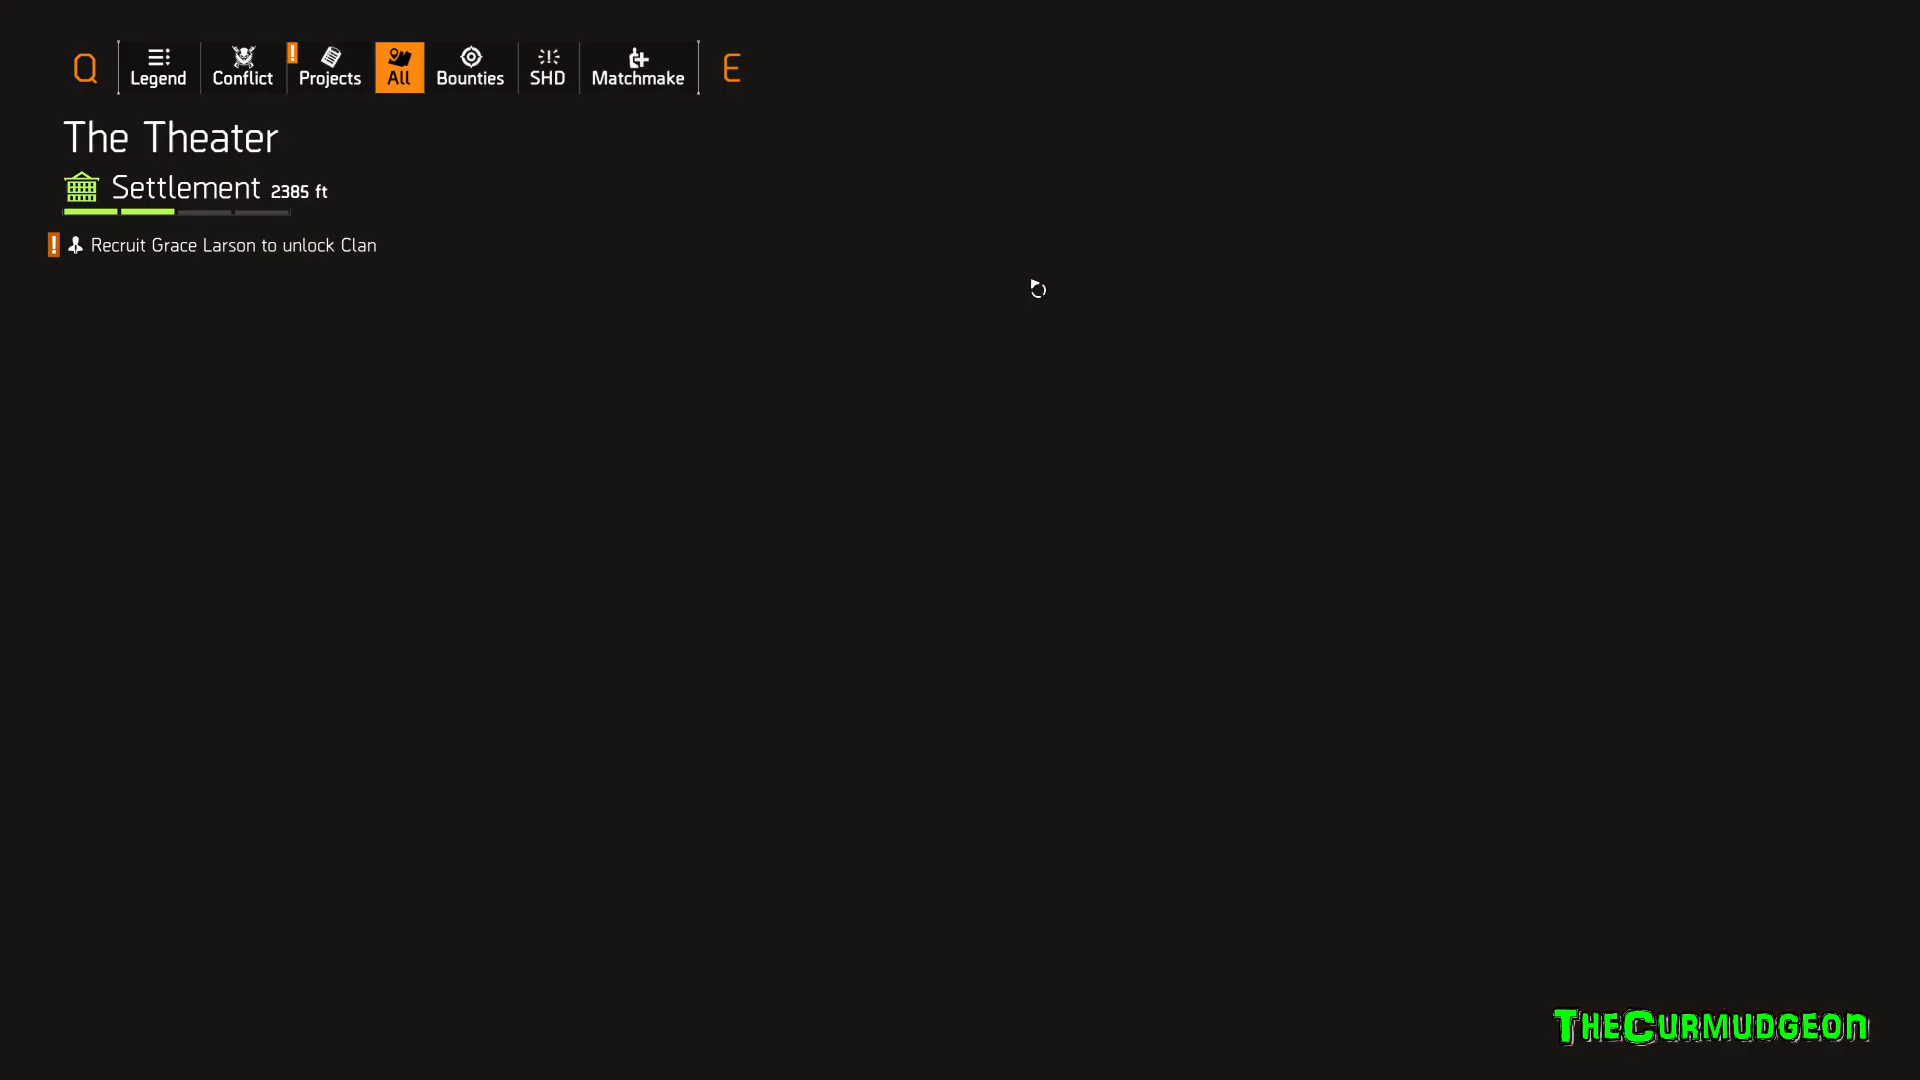 Q Legend Conflict ! Projects All Bounties SHD Matchmake E
The Theater
Settlement 2385 ft
! Recruit Grace Larson to unlock Clan
THECURMUDGEON